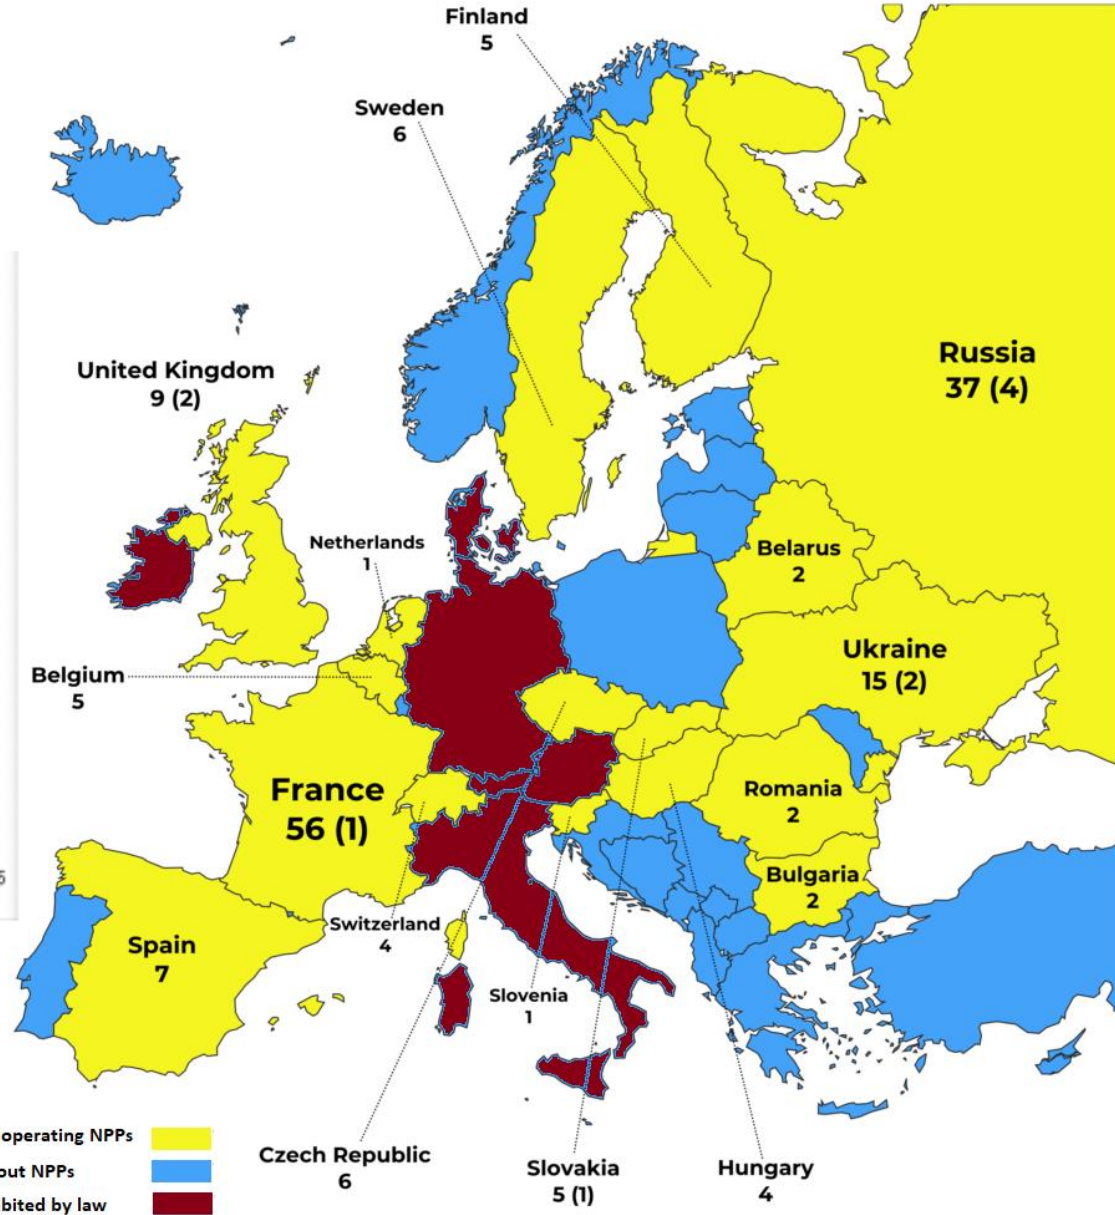 Finland
5
Sweden
6
United Kingdom
9 (2)
Russia
37 (4)
Netherlands
1
Belarus
2
Belgium
5
Ukraine
15 (2)
France
56 (1)
Romania
2
Bulgaria
2
Switzerland
4
Spain
7
Slovenia
1
Czech Republic
6
Slovakia
5 (1)
Hungary
4
operating NPPs
out NPPs
bited by law